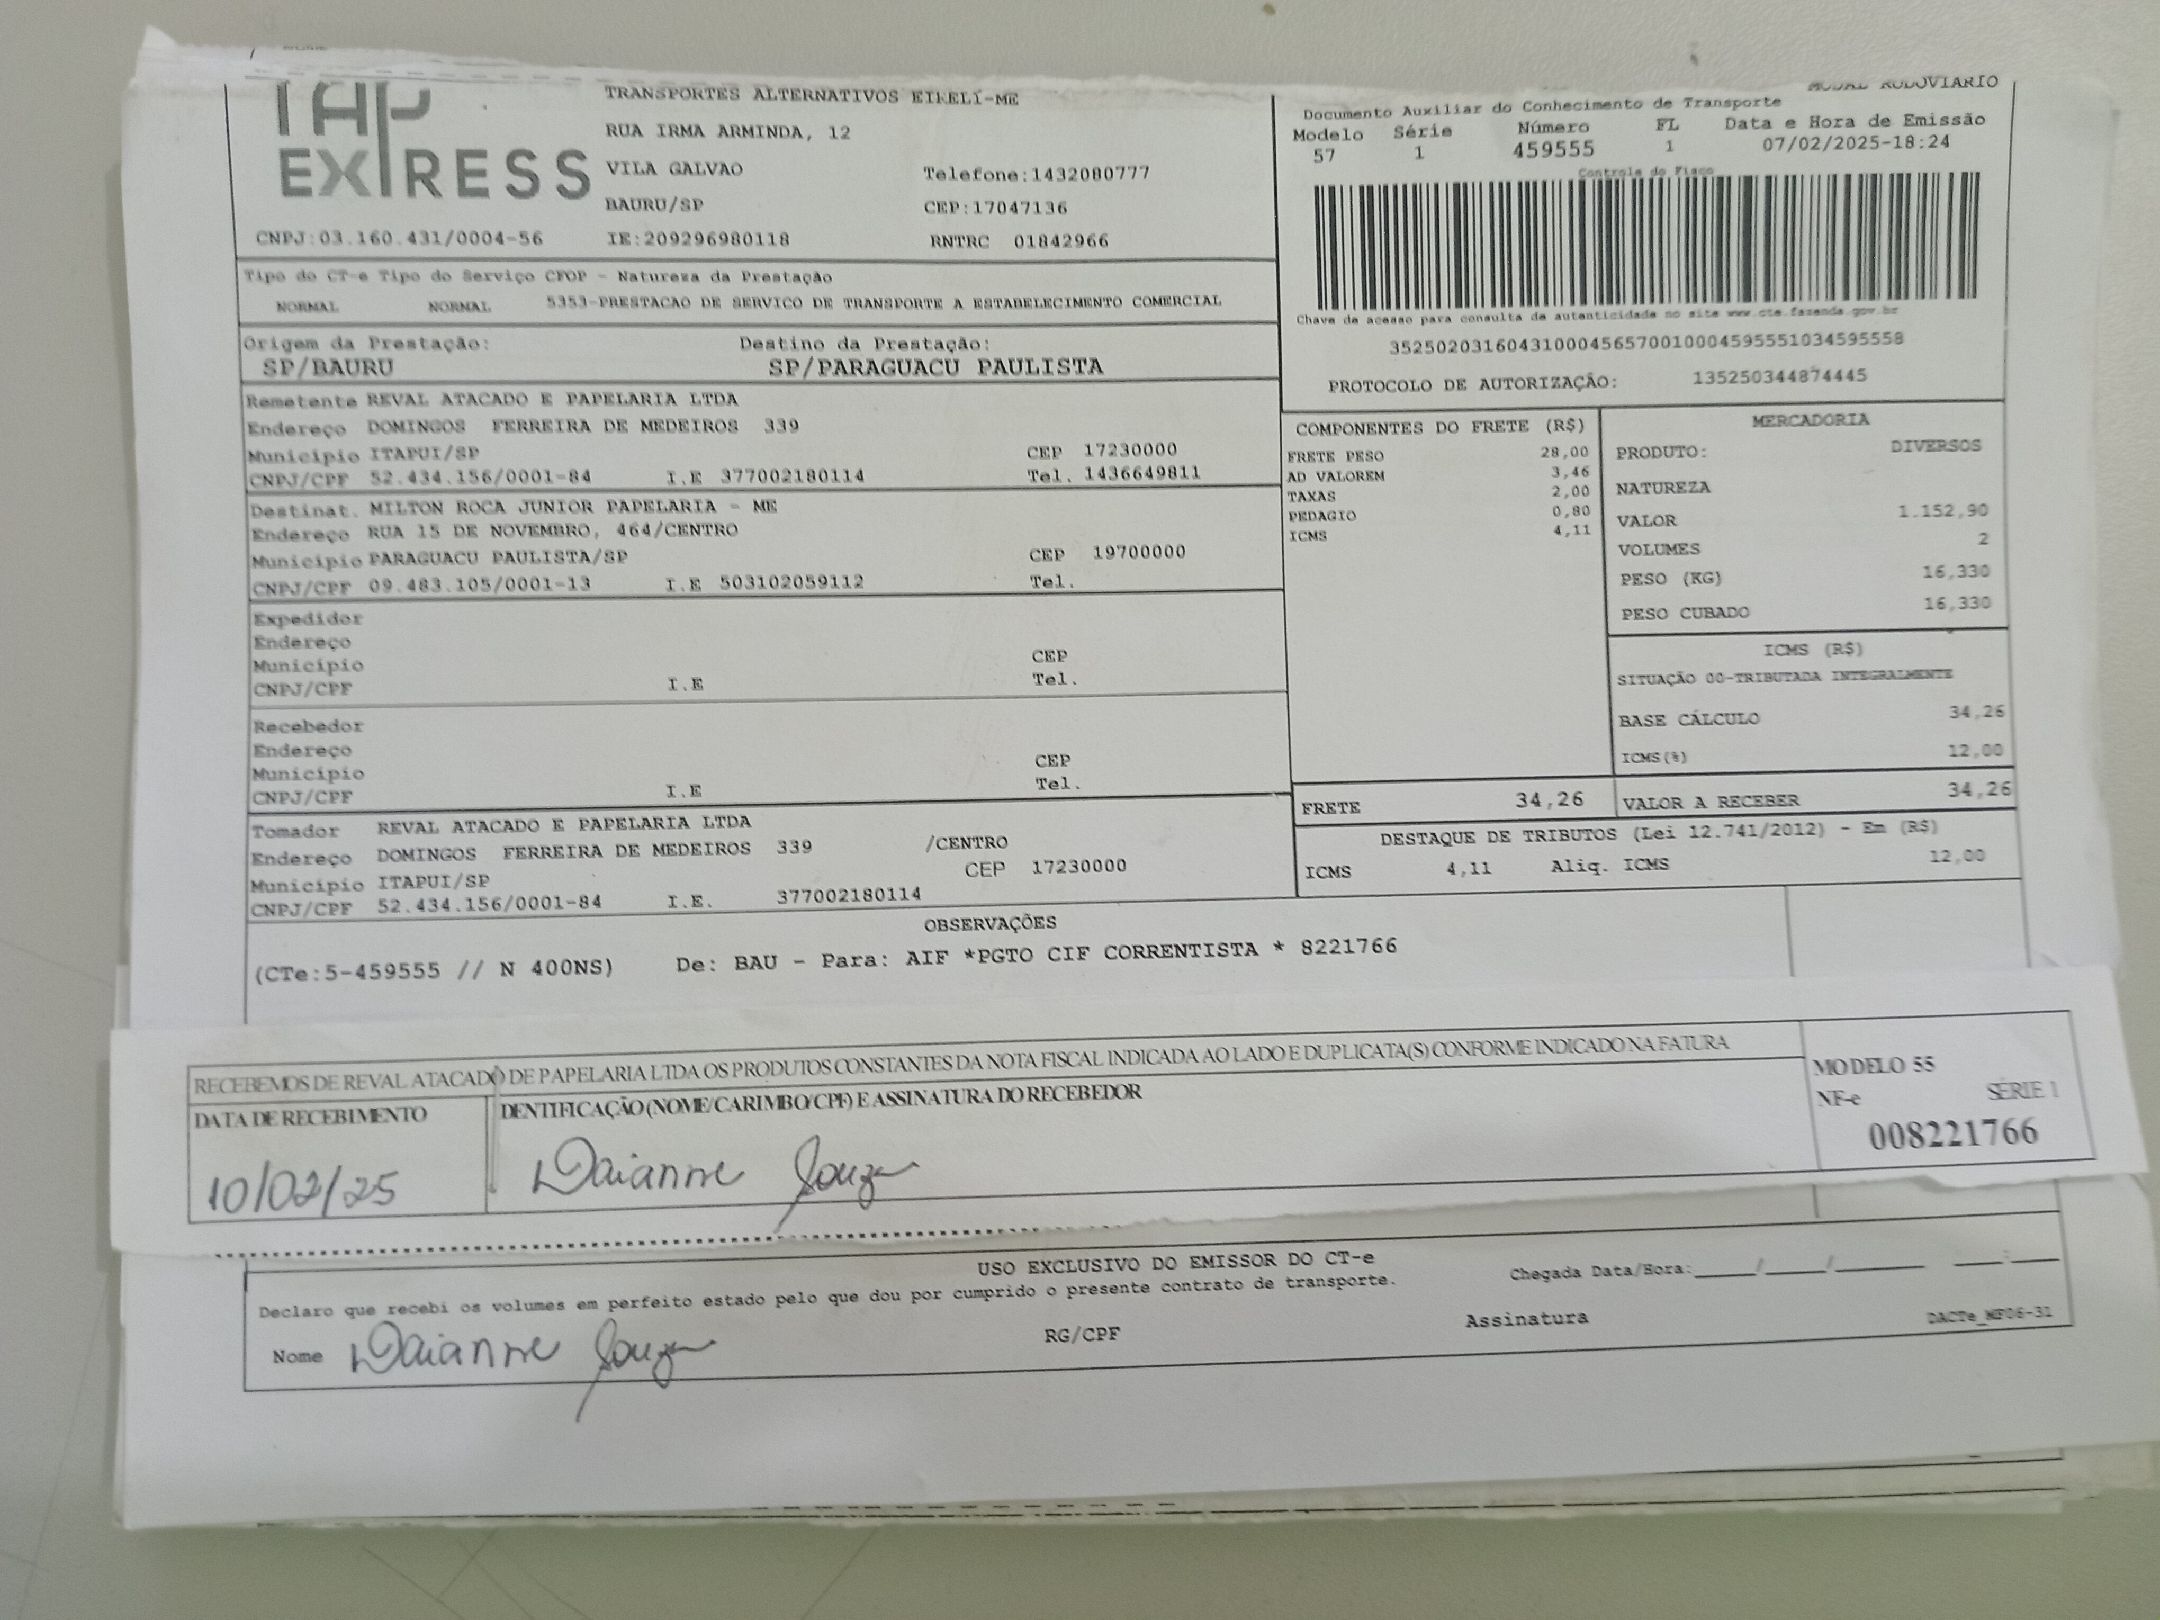 TAP
EXPRESS
TRANSPORTES ALTERNATIVOS EIRELI-ME
RUA IRMA ARMINDA, 12
VILA GALVAO Telefone:1432080777
BAURU/SP CEP:17047136
CNPJ:03.160.431/0004-56 IE:209296980118 RNTRC 01842966
MODAL RODOVIARIO
Documento Auxiliar do Conhecimento de Transporte
Modelo Série Número FL Data e Hora de Emissão
57 1 459555 1 07/02/2025-18:24
Controle do Fisco
Chave de acesso para consulta de autenticidade no site www.cte.fazenda.gov.br
35250203160431000456570010004595551034595558
PROTOCOLO DE AUTORIZAÇÃO: 135250344874445
Tipo do CT-e Tipo do Serviço CFOP - Natureza da Prestação
NORMAL NORMAL 5353-PRESTACAO DE SERVICO DE TRANSPORTE A ESTABELECIMENTO COMERCIAL
Origem da Prestação: Destino da Prestação:
SP/BAURU SP/PARAGUACU PAULISTA
Remetente REVAL ATACADO E PAPELARIA LTDA
Endereço DOMINGOS FERREIRA DE MEDEIROS 339
Município ITAPUI/SP CEP 17230000
CNPJ/CPF 52.434.156/0001-84 I.E 377002180114 Tel. 1436649811
Destinat. MILTON ROCA JUNIOR PAPELARIA - ME
Endereço RUA 15 DE NOVEMBRO, 464/CENTRO
Município PARAGUACU PAULISTA/SP CEP 19700000
CNPJ/CPF 09.483.105/0001-13 I.E 503102059112 Tel.
Expedidor
Endereço
Município CEP
CNPJ/CPF I.E Tel.
Recebedor
Endereço
Município CEP
CNPJ/CPF I.E Tel.
Tomador REVAL ATACADO E PAPELARIA LTDA
Endereço DOMINGOS FERREIRA DE MEDEIROS 339 /CENTRO
Município ITAPUI/SP CEP 17230000
CNPJ/CPF 52.434.156/0001-84 I.E. 377002180114
COMPONENTES DO FRETE (R$)
FRETE PESO 28,00
AD VALOREM 3,46
TAXAS 2,00
PEDAGIO 0,80
ICMS 4,11
MERCADORIA
PRODUTO: DIVERSOS
NATUREZA
VALOR 1.152,90
VOLUMES 2
PESO (KG) 16,330
PESO CUBADO 16,330
ICMS (R$)
SITUAÇÃO 00-TRIBUTADA INTEGRALMENTE
BASE CÁLCULO 34,26
ICMS(%) 12,00
FRETE 34,26 VALOR A RECEBER 34,26
DESTAQUE DE TRIBUTOS (Lei 12.741/2012) - Em (R$)
ICMS 4,11 Aliq. ICMS 12,00
OBSERVAÇÕES
(CTe:5-459555 // N 400NS) De: BAU - Para: AIF *PGTO CIF CORRENTISTA * 8221766
RECEBEMOS DE REVAL ATACADO DE PAPELARIA LTDA OS PRODUTOS CONSTANTES DA NOTA FISCAL INDICADA AO LADO E DUPLICATA(S) CONFORME INDICADO NA FATURA
DATA DE RECEBIMENTO IDENTIFICAÇÃO (NOME/CARIMBO/CPF) E ASSINATURA DO RECEBEDOR
10/02/25 Daianne Souza
MODELO 55
NF-e SÉRIE 1
008221766
USO EXCLUSIVO DO EMISSOR DO CT-e
Declaro que recebi os volumes em perfeito estado pelo que dou por cumprido o presente contrato de transporte. Chegada Data/Hora:_____/_____/_______ ____:____
Nome Daianne Souza RG/CPF Assinatura DACTe_MF06-31